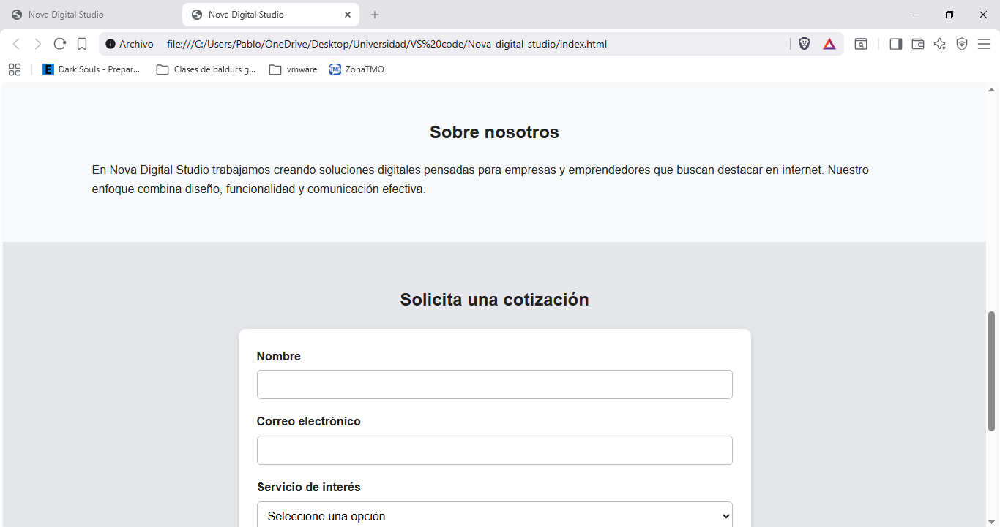 Nova Digital Studio
Nova Digital Studio
Archivo file:///C:/Users/Pablo/OneDrive/Desktop/Universidad/VS%20code/Nova-digital-studio/index.html
E Dark Souls - Prepar... Clases de baldurs g... vmware TMO ZonaTMO
Sobre nosotros
En Nova Digital Studio trabajamos creando soluciones digitales pensadas para empresas y emprendedores que buscan destacar en internet. Nuestro
enfoque combina diseño, funcionalidad y comunicación efectiva.
Solicita una cotización
Nombre
Correo electrónico
Servicio de interés
Seleccione una opción